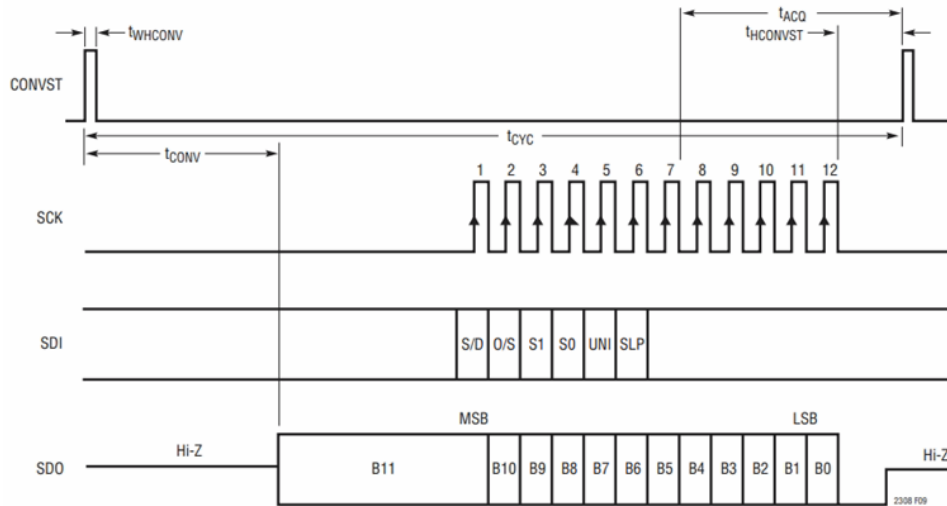 tACQ
tWHCONV
tHCONVST
CONVST
tCYC
tCONV
1 2 3 4 5 6 7 8 9 10 11 12
SCK
SDI
S/D O/S S1 S0 UNI SLP
MSB LSB
Hi-Z Hi-Z
SDO
B11 B10 B9 B8 B7 B6 B5 B4 B3 B2 B1 B0
2308 F09